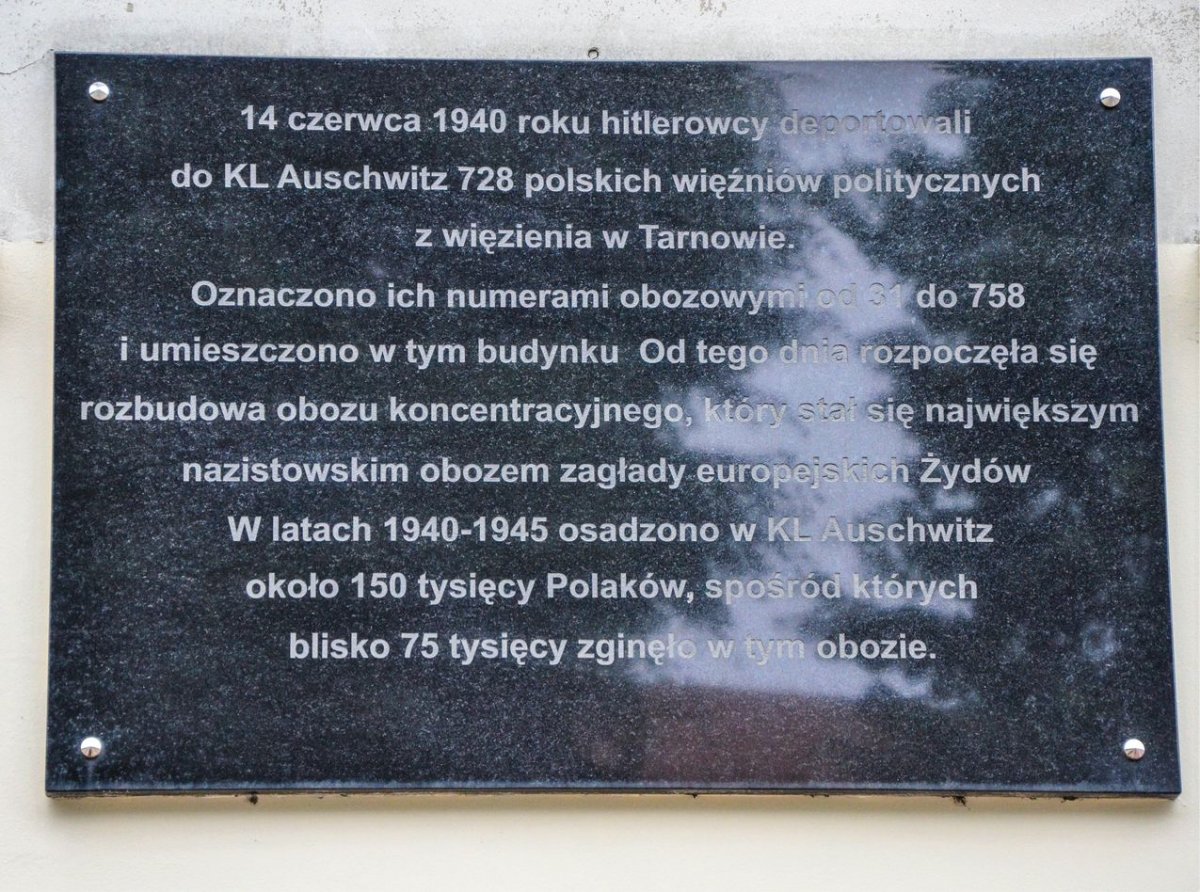 14 czerwca 1940 roku hitlerowcy deportowali
do KL Auschwitz 728 polskich więźniów politycznych
z więzienia w Tarnowie.
Oznaczono ich numerami obozowymi od 31 do 758
i umieszczono w tym budynku Od tego dnia rozpoczęła się
rozbudowa obozu koncentracyjnego, który stał się największym
nazistowskim obozem zagłady europejskich Żydów
W latach 1940-1945 osadzono w KL Auschwitz
około 150 tysięcy Polaków, spośród których
blisko 75 tysięcy zginęło w tym obozie.